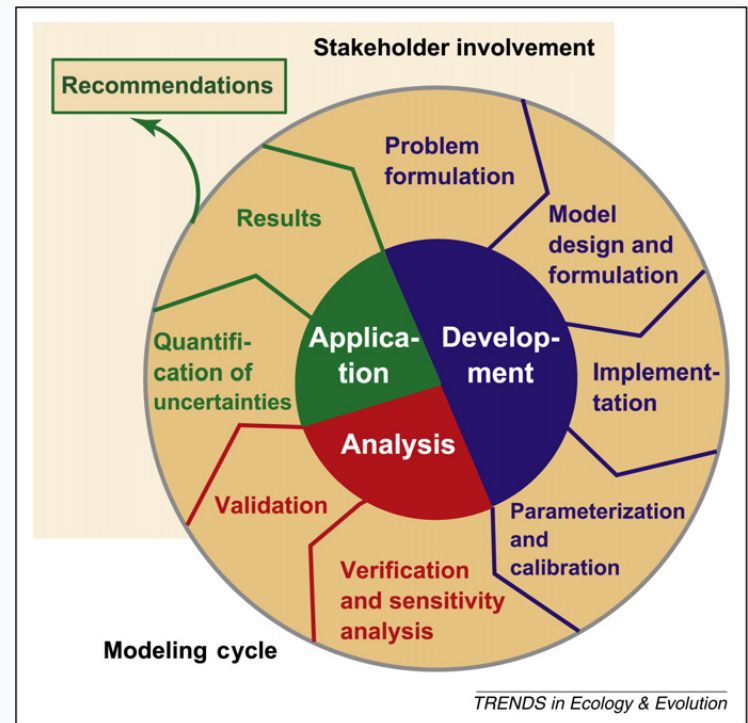 Stakeholder involvement
Recommendations
Problem
formulation
Model
design and
formulation
Results
Applica-
tion
Develop-
ment
Quantifi-
cation of
uncertainties
Implement-
tation
Analysis
Validation
Parameterization
and
calibration
Verification
and sensitivity
analysis
Modeling cycle
TRENDS in Ecology & Evolution